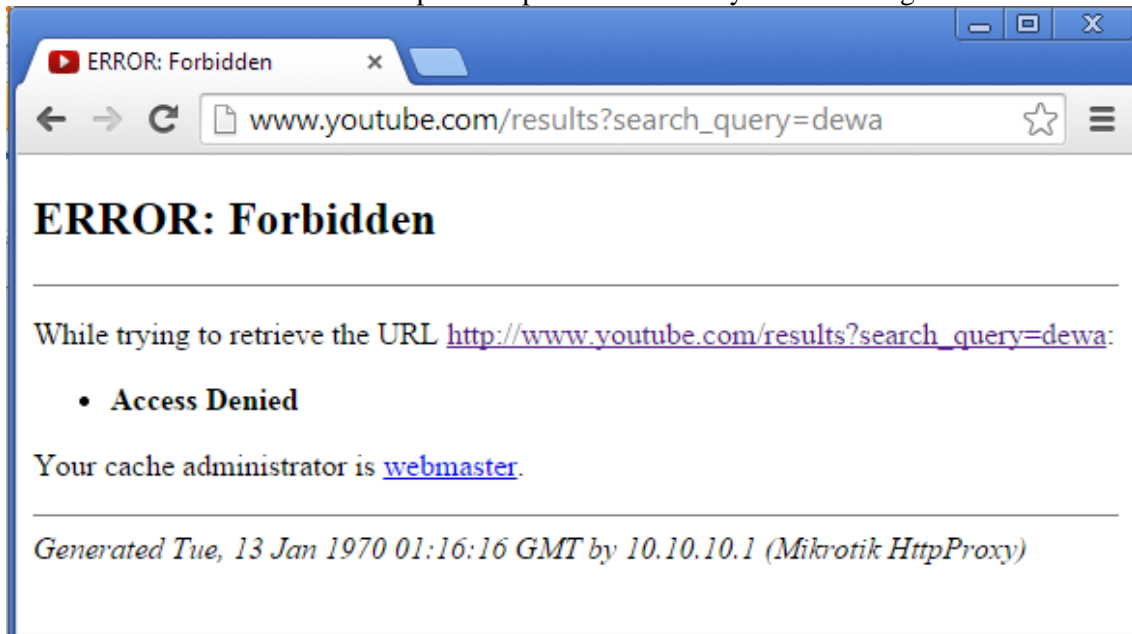 ERROR: Forbidden
www.youtube.com/results?search_query=dewa
ERROR: Forbidden
While trying to retrieve the URL http://www.youtube.com/results?search_query=dewa:
• Access Denied
Your cache administrator is webmaster.
Generated Tue, 13 Jan 1970 01:16:16 GMT by 10.10.10.1 (Mikrotik HttpProxy)